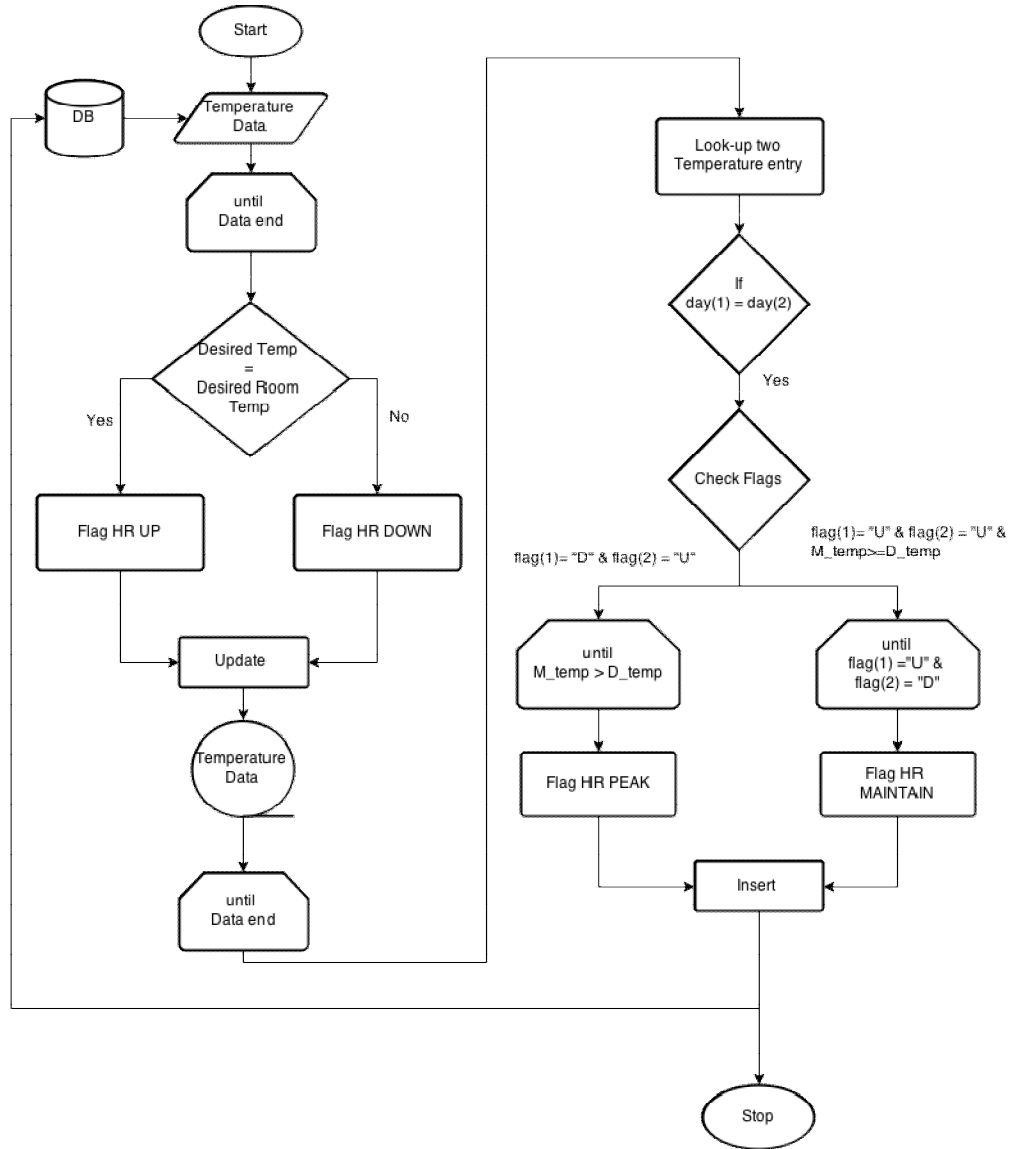 Start
DB
Temperature
Data
until
Data end
Desired Temp
=
Desired Room
Temp
Yes
No
Flag HR UP
Flag HR DOWN
Update
Temperature
Data
until
Data end
Look-up two
Temperature entry
If
day(1) = day(2)
Yes
Check Flags
flag(1)= "D" & flag(2) = "U"
flag(1)= "U" & flag(2) = "U" &
M_temp>=D_temp
until
M_temp > D_temp
until
flag(1) ="U" &
flag(2) = "D"
Flag HR PEAK
Flag HR
MAINTAIN
Insert
Stop